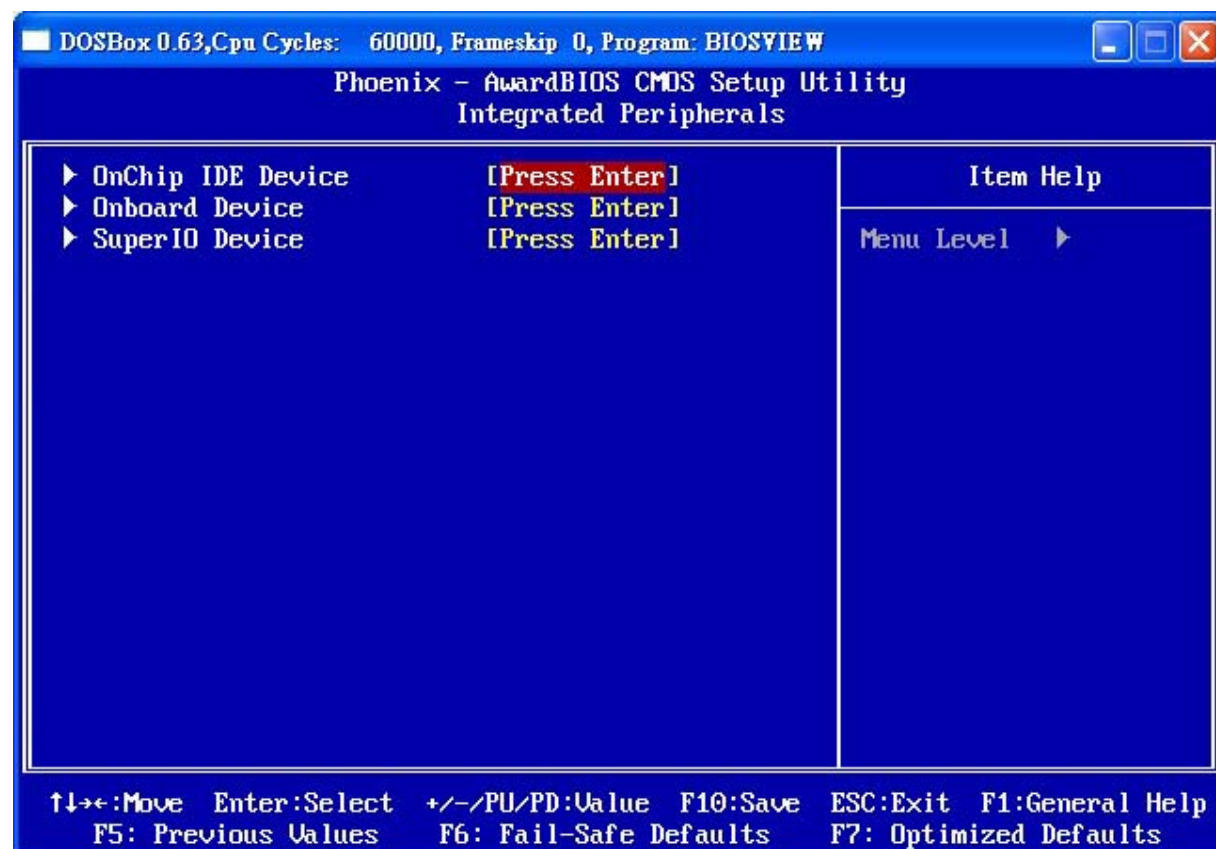 DOSBox 0.63,Cpu Cycles: 60000, Frameskip 0, Program: BIOSVIEW
Phoenix - AwardBIOS CMOS Setup Utility
Integrated Peripherals
▶ OnChip IDE Device [Press Enter]
▶ Onboard Device [Press Enter]
▶ SuperIO Device [Press Enter]
Item Help
Menu Level ▶
↑↓→←:Move Enter:Select +/-/PU/PD:Value F10:Save ESC:Exit F1:General Help
F5: Previous Values F6: Fail-Safe Defaults F7: Optimized Defaults